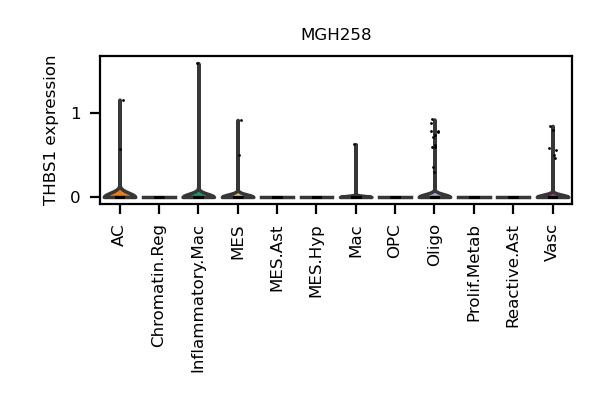 MGH258
THBS1 expression
1
0
AC
Chromatin.Reg
Inflammatory.Mac
MES
MES.Ast
MES.Hyp
Mac
OPC
Oligo
Prolif.Metab
Reactive.Ast
Vasc